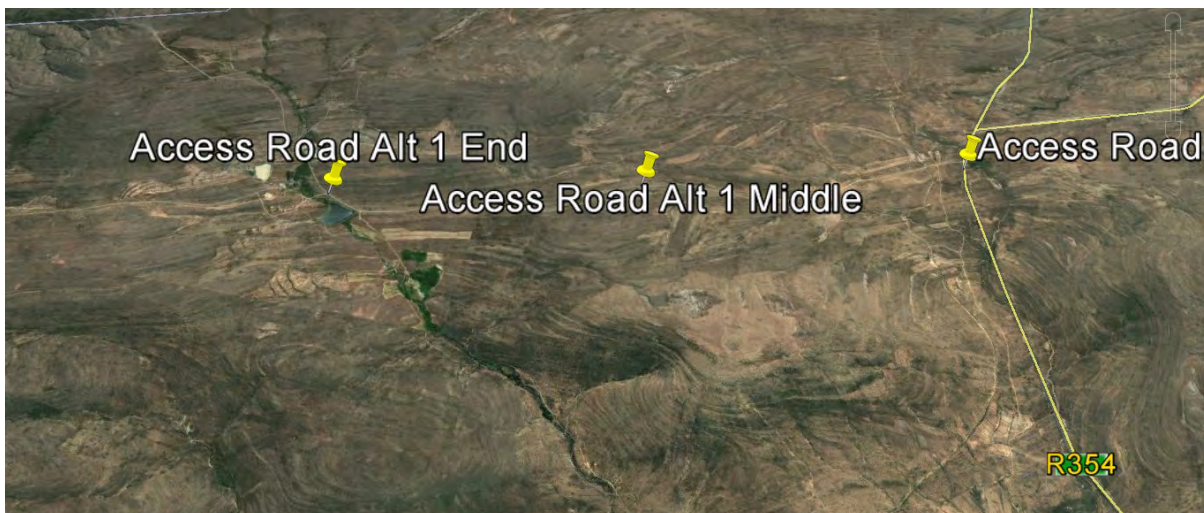 Access Road Alt 1 End
Access Road Alt 1 Middle
Access Road
R354